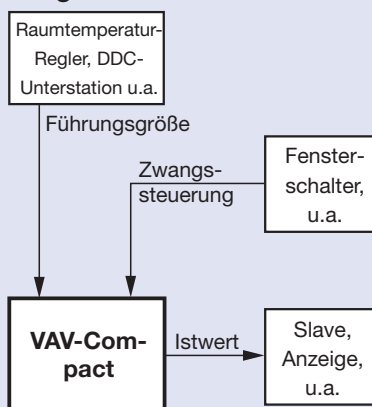 Raumtemperatur-
Regler, DDC-
Unterstation u.a.
Führungsgröße
Zwangs-
steuerung
Fenster-
schalter,
u.a.
VAV-Com-
pact
Istwert
Slave,
Anzeige,
u.a.